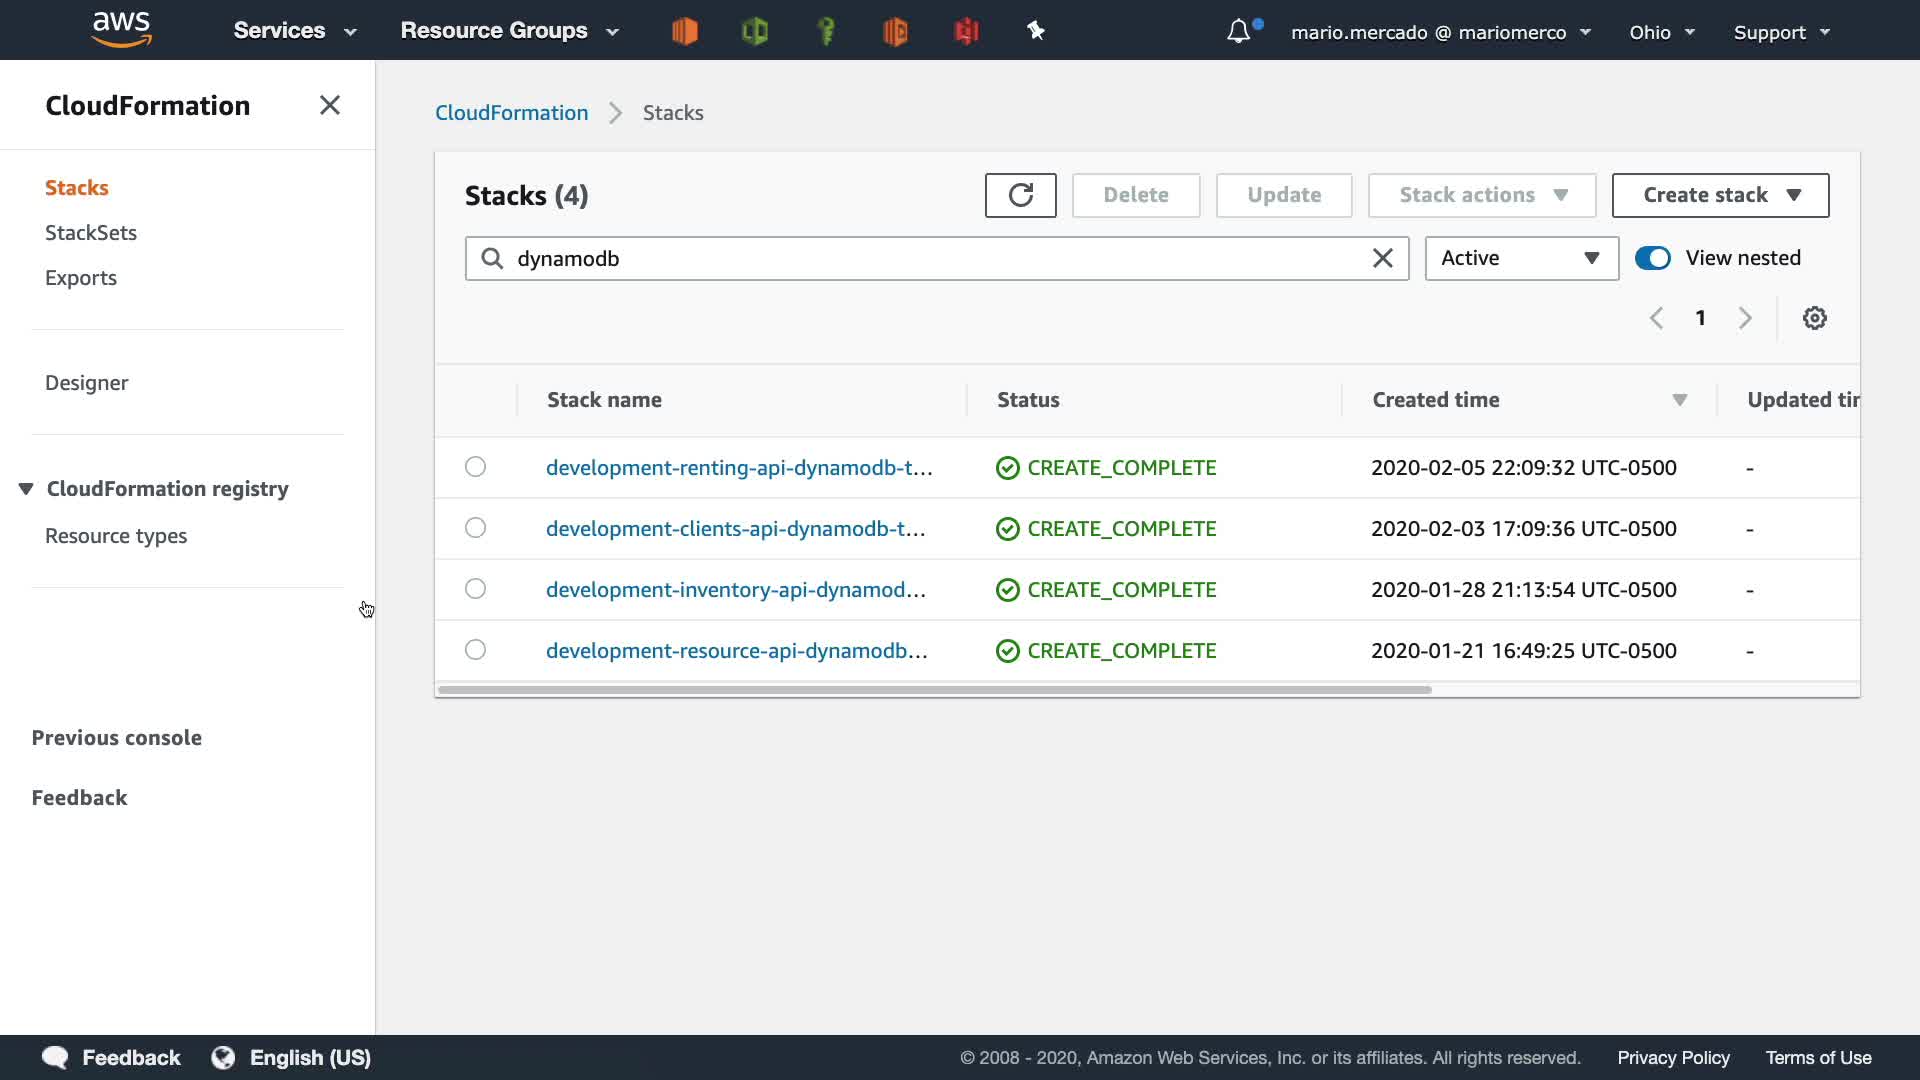 aws Services Resource Groups mario.mercado @ mariomerco Ohio Support
CloudFormation
Stacks
StackSets
Exports
Designer
CloudFormation registry
Resource types
Previous console
Feedback
CloudFormation Stacks
Stacks (4) Delete Update Stack actions Create stack
dynamodb Active View nested
1
Stack name Status Created time Updated tir
development-renting-api-dynamodb-t... CREATE_COMPLETE 2020-02-05 22:09:32 UTC-0500 -
development-clients-api-dynamodb-t... CREATE_COMPLETE 2020-02-03 17:09:36 UTC-0500 -
development-inventory-api-dynamod... CREATE_COMPLETE 2020-01-28 21:13:54 UTC-0500 -
development-resource-api-dynamodb... CREATE_COMPLETE 2020-01-21 16:49:25 UTC-0500 -
Feedback English (US) © 2008 - 2020, Amazon Web Services, Inc. or its affiliates. All rights reserved. Privacy Policy Terms of Use